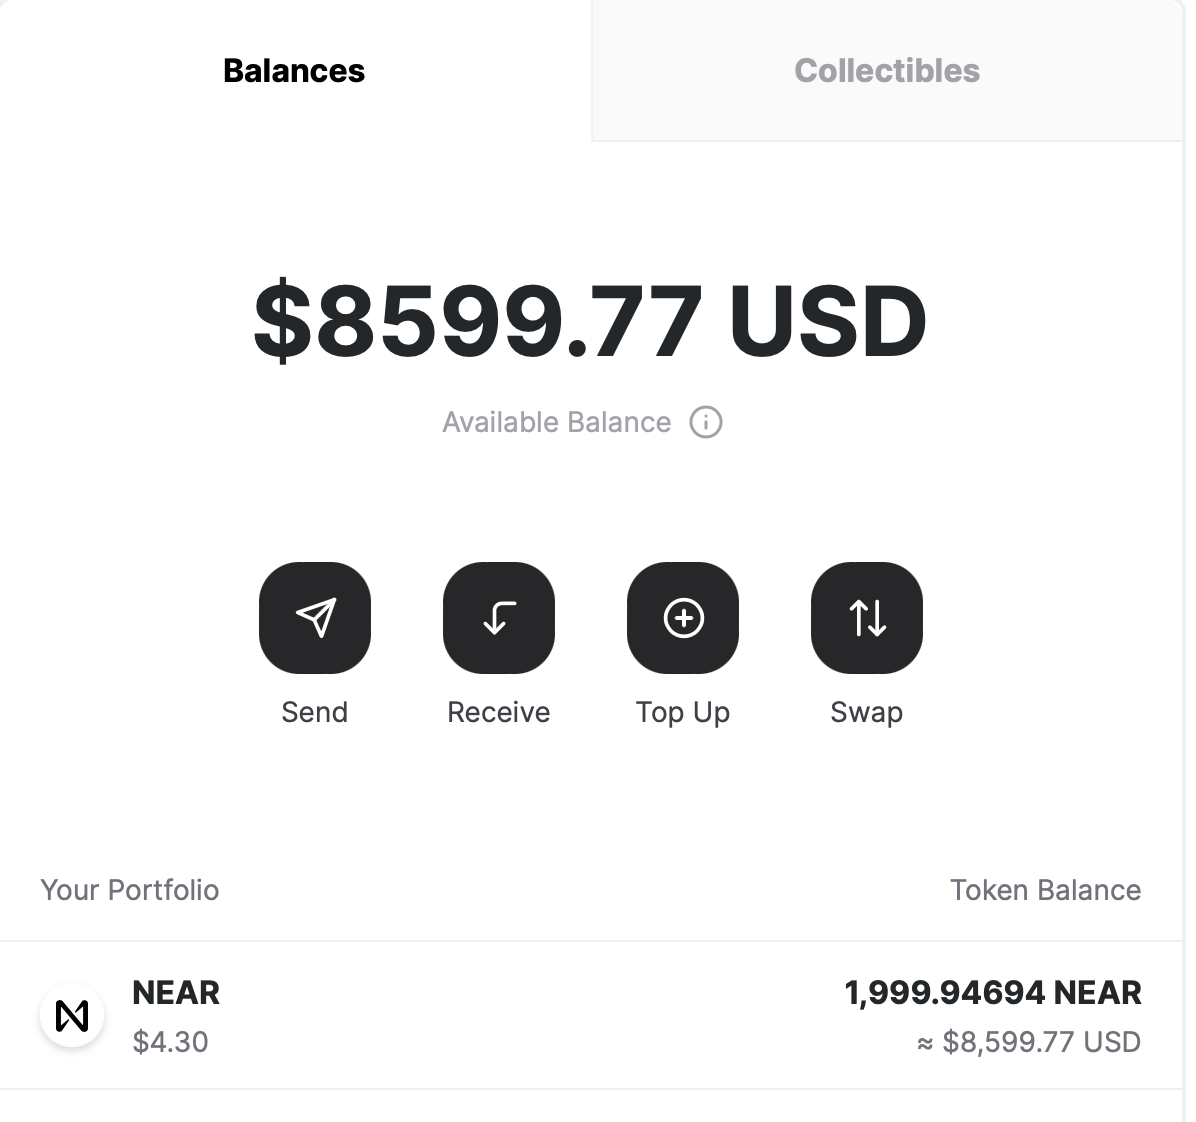 Balances
Collectibles
$8599.77 USD
Available Balance
Send
Receive
Top Up
Swap
Your Portfolio
Token Balance
NEAR
1,999.94694 NEAR
$4.30
≈ $8,599.77 USD